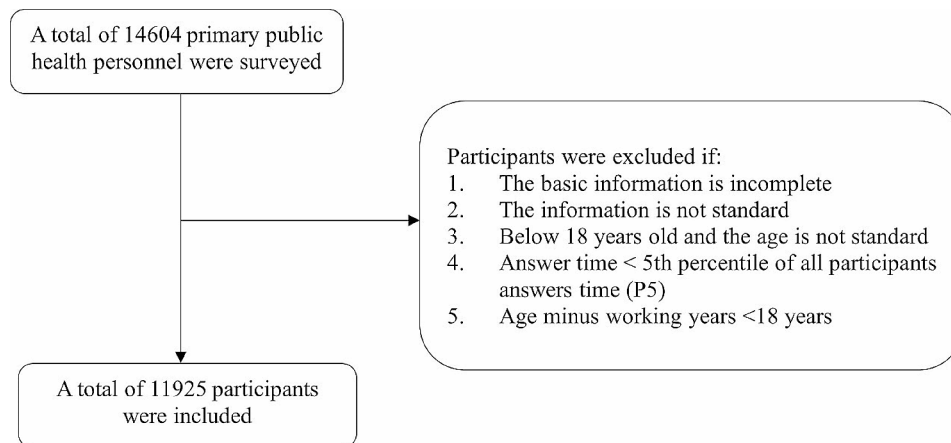 A total of 14604 primary public
health personnel were surveyed
Participants were excluded if:
1. The basic information is incomplete
2. The information is not standard
3. Below 18 years old and the age is not standard
4. Answer time < 5th percentile of all participants
answers time (P5)
5. Age minus working years <18 years
A total of 11925 participants
were included